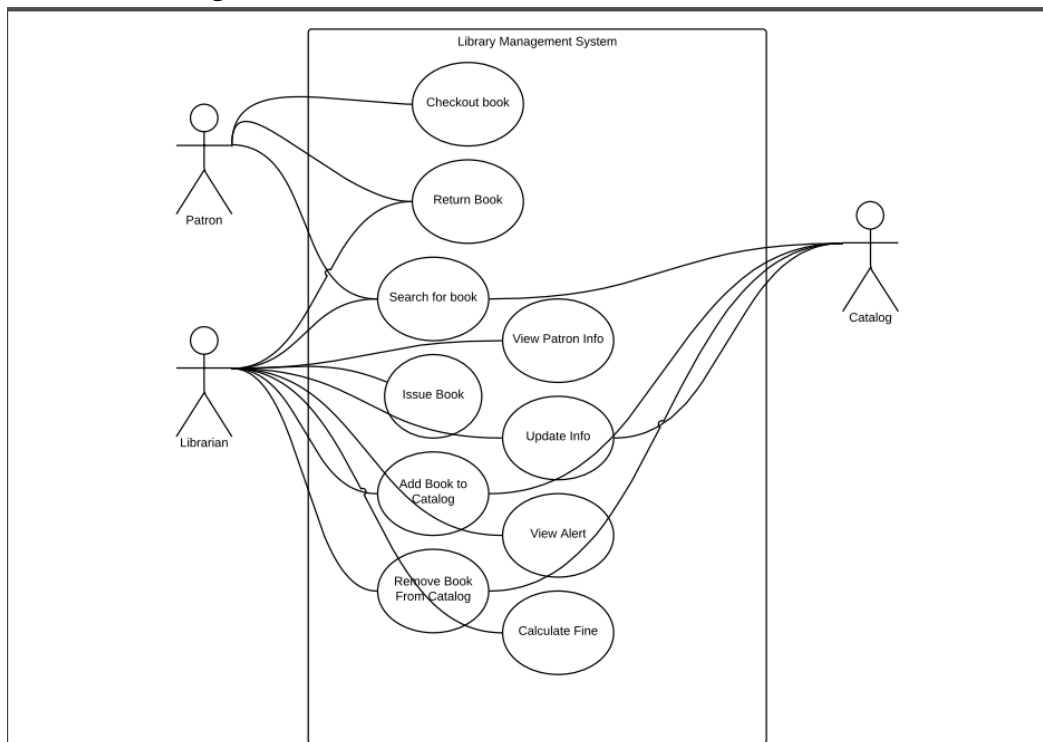 Library Management System
Checkout book
Patron
Return Book
Search for book
Catalog
View Patron Info
Issue Book
Librarian
Update Info
Add Book to
Catalog
View Alert
Remove Book
From Catalog
Calculate Fine